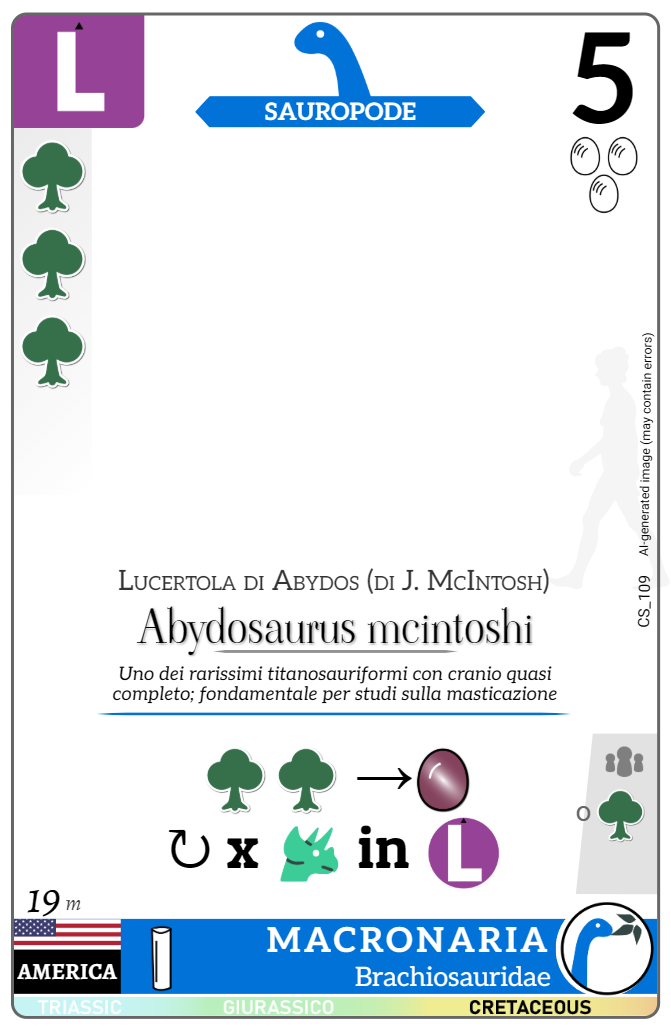 L
SAUROPODE
5
AI-generated image (may contain errors)
CS_109
Lucertola di Abydos (di J. McIntosh)
Abydosaurus mcintoshi
Uno dei rarissimi titanosauriformi con cranio quasi
completo; fondamentale per studi sulla masticazione
→
O
↻ x in L
19 m
AMERICA
MACRONARIA
Brachiosauridae
TRIASSIC GIURASSICO CRETACEOUS